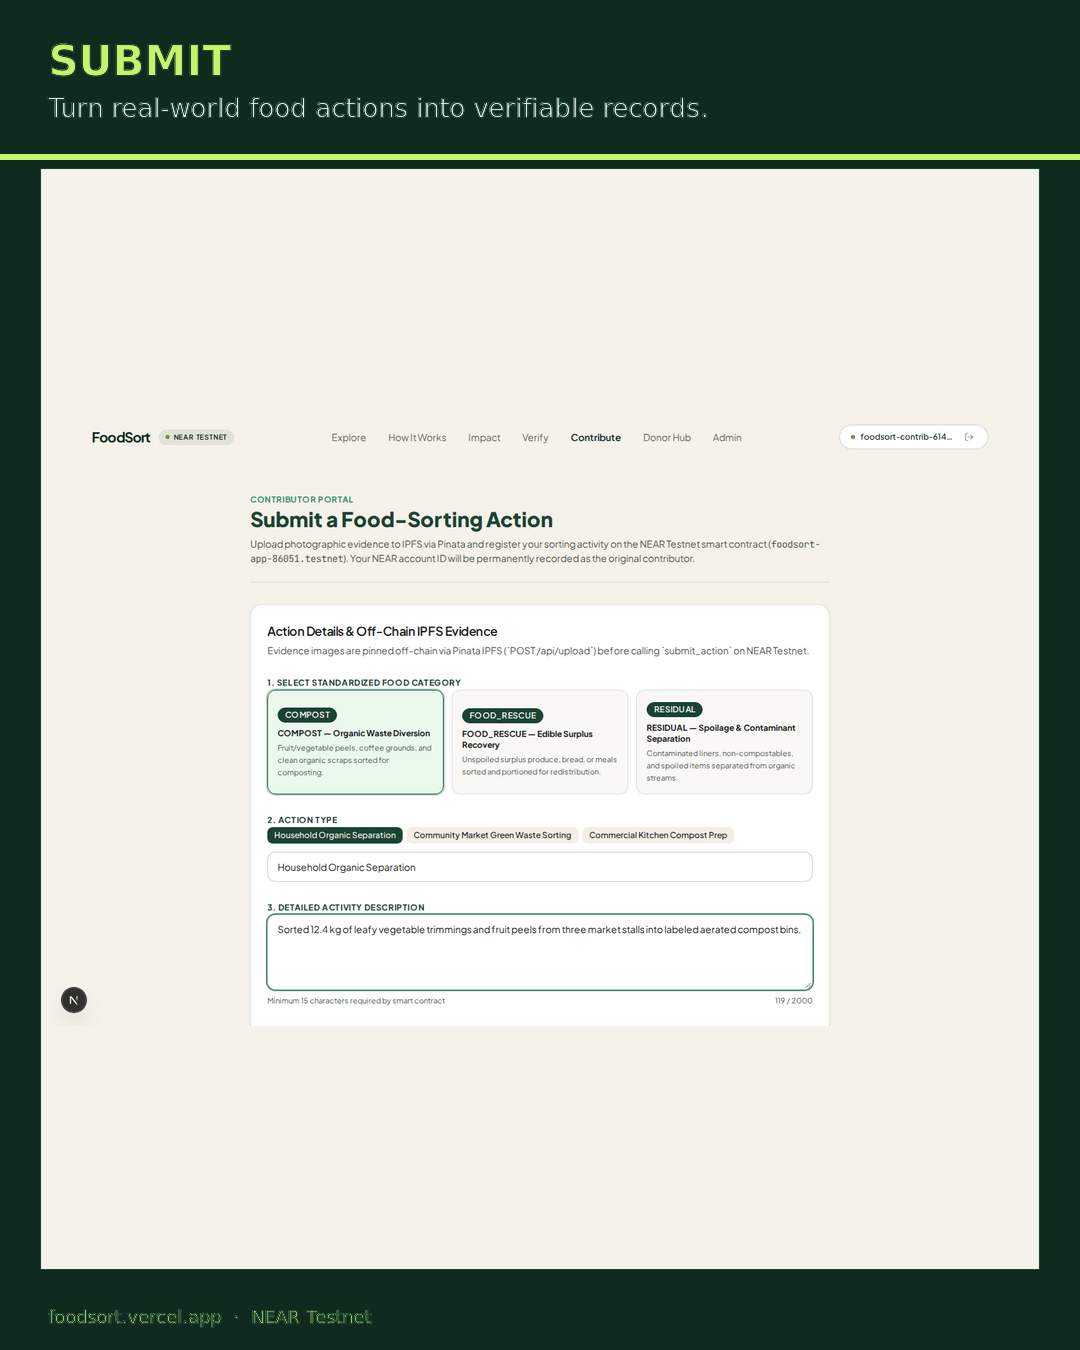 SUBMIT
Turn real-world food actions into verifiable records.
FoodSort
NEAR TESTNET
Explore How It Works Impact Verify Contribute Donor Hub Admin
foodsort-contrib-614...
CONTRIBUTOR PORTAL
Submit a Food-Sorting Action
Upload photographic evidence to IPFS via Pinata and register your sorting activity on the NEAR Testnet smart contract (foodsort-
app-86051.testnet). Your NEAR account ID will be permanently recorded as the original contributor.
Action Details & Off-Chain IPFS Evidence
Evidence images are pinned off-chain via Pinata IPFS (`POST /api/upload`) before calling `submit_action` on NEAR Testnet.
1. SELECT STANDARDIZED FOOD CATEGORY
COMPOST
COMPOST — Organic Waste Diversion
Fruit/vegetable peels, coffee grounds, and
clean organic scraps sorted for
composting.
FOOD_RESCUE
FOOD_RESCUE — Edible Surplus
Recovery
Unspoiled surplus produce, bread, or meals
sorted and portioned for redistribution.
RESIDUAL
RESIDUAL — Spoilage & Contaminant
Separation
Contaminated liners, non-compostables,
and spoiled items separated from organic
streams.
2. ACTION TYPE
Household Organic Separation Community Market Green Waste Sorting Commercial Kitchen Compost Prep
Household Organic Separation
3. DETAILED ACTIVITY DESCRIPTION
Sorted 12.4 kg of leafy vegetable trimmings and fruit peels from three market stalls into labeled aerated compost bins.
Minimum 15 characters required by smart contract 119 / 2000
N
foodsort.vercel.app · NEAR Testnet